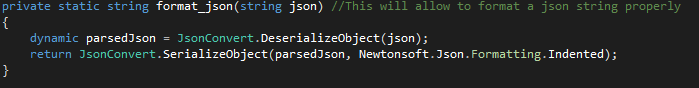 private static string format_json(string json) //This will allow to format a json string properly
{
    dynamic parsedJson = JsonConvert.DeserializeObject(json);
    return JsonConvert.SerializeObject(parsedJson, Newtonsoft.Json.Formatting.Indented);
}